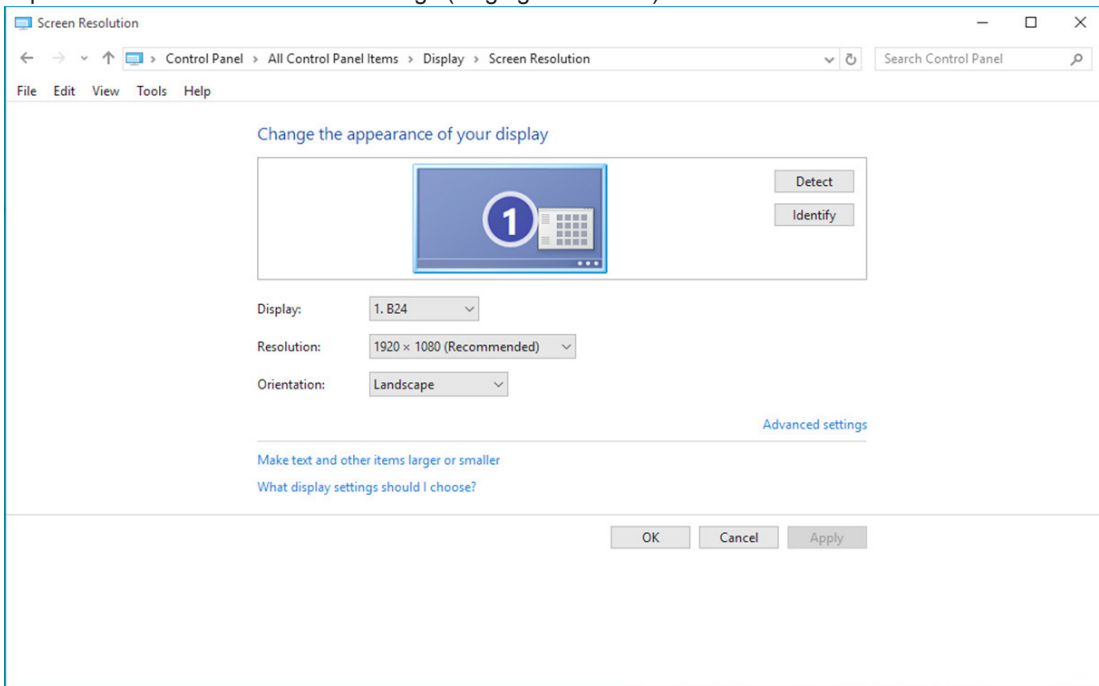 Screen Resolution
Control Panel > All Control Panel Items > Display > Screen Resolution
Search Control Panel
File Edit View Tools Help
Change the appearance of your display
1
Detect
Identify
Display: 1. B24
Resolution: 1920 × 1080 (Recommended)
Orientation: Landscape
Advanced settings
Make text and other items larger or smaller
What display settings should I choose?
OK Cancel Apply